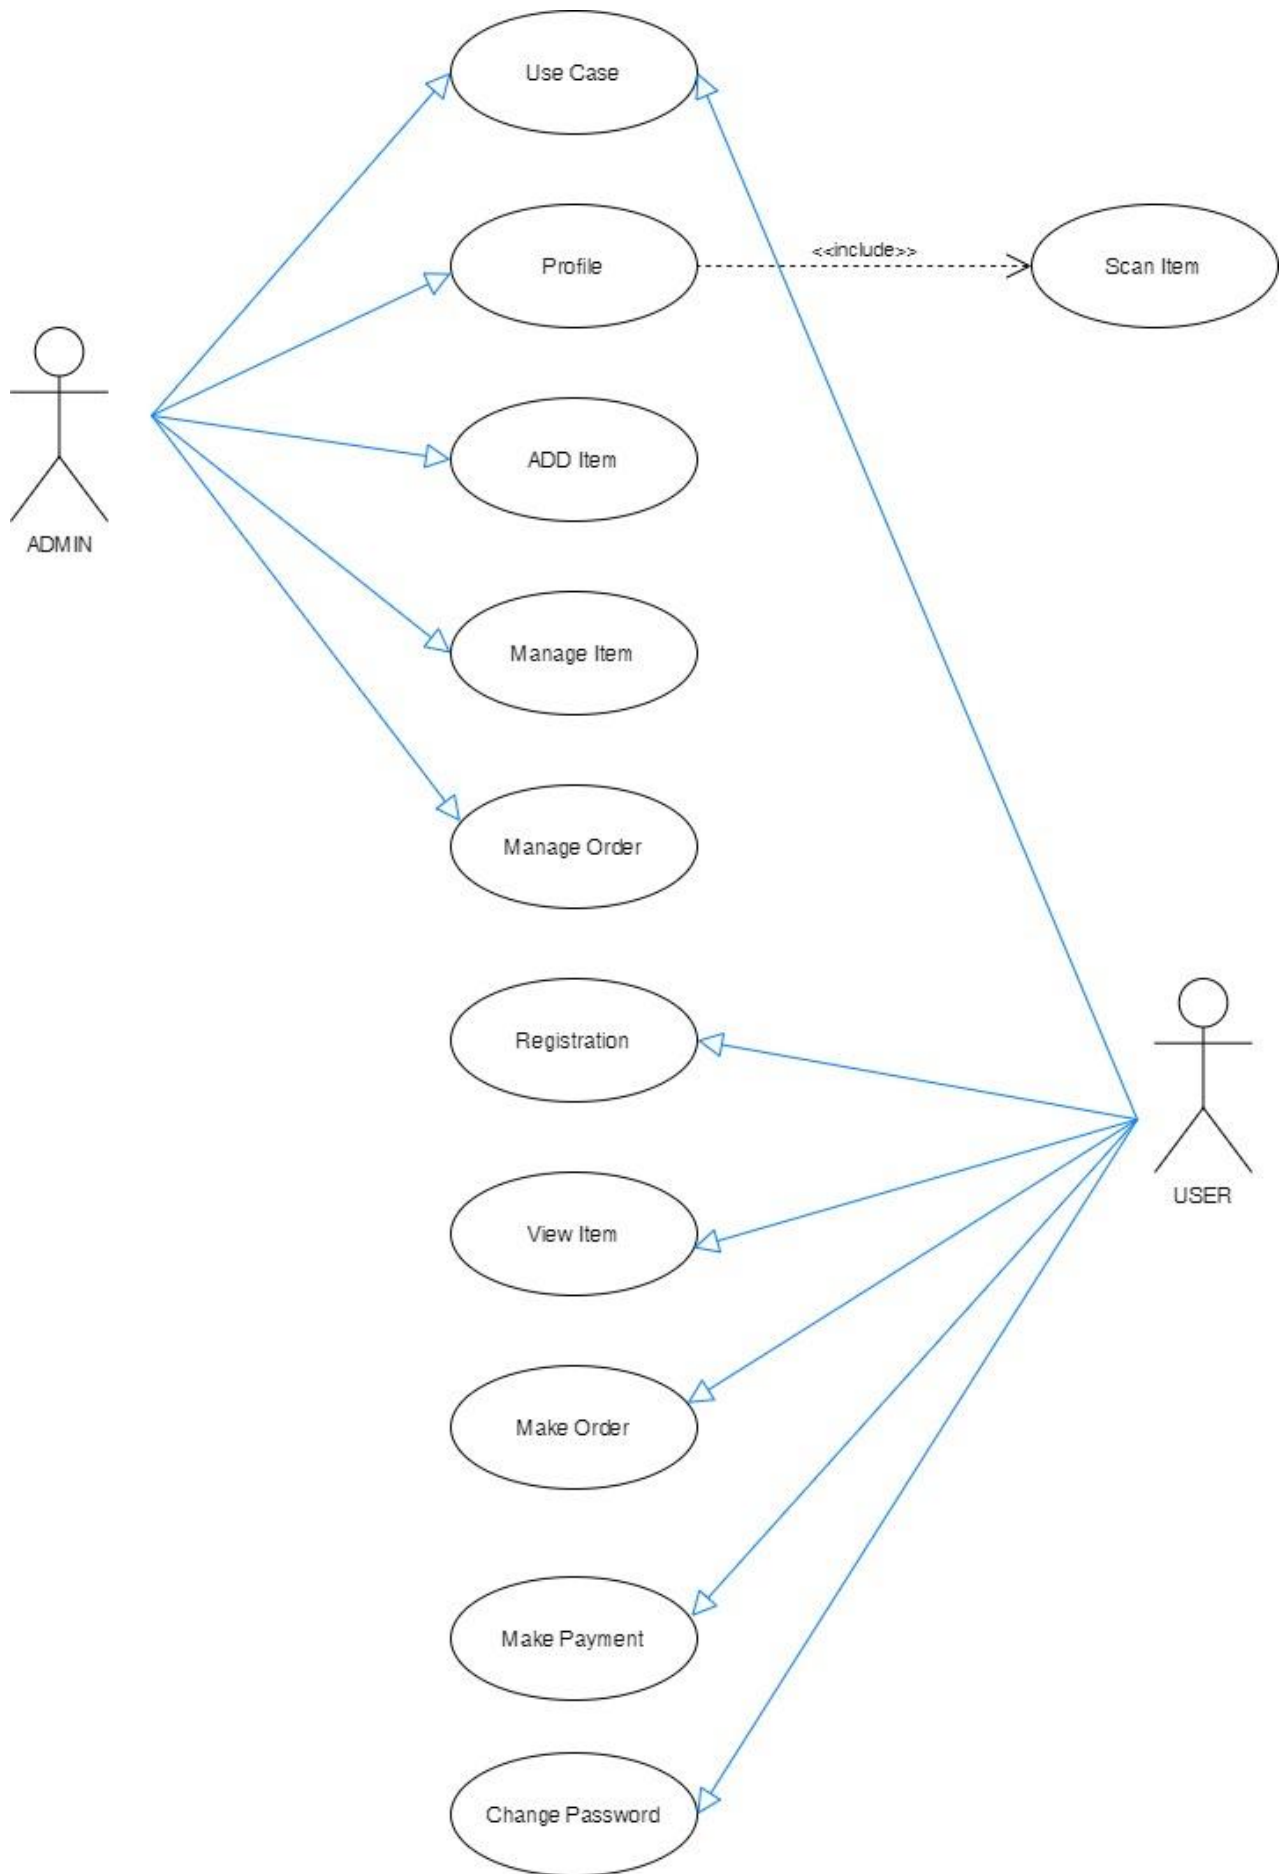 Use Case
Profile
<<include>>
Scan Item
ADD Item
ADMIN
Manage Item
Manage Order
Registration
USER
View Item
Make Order
Make Payment
Change Password